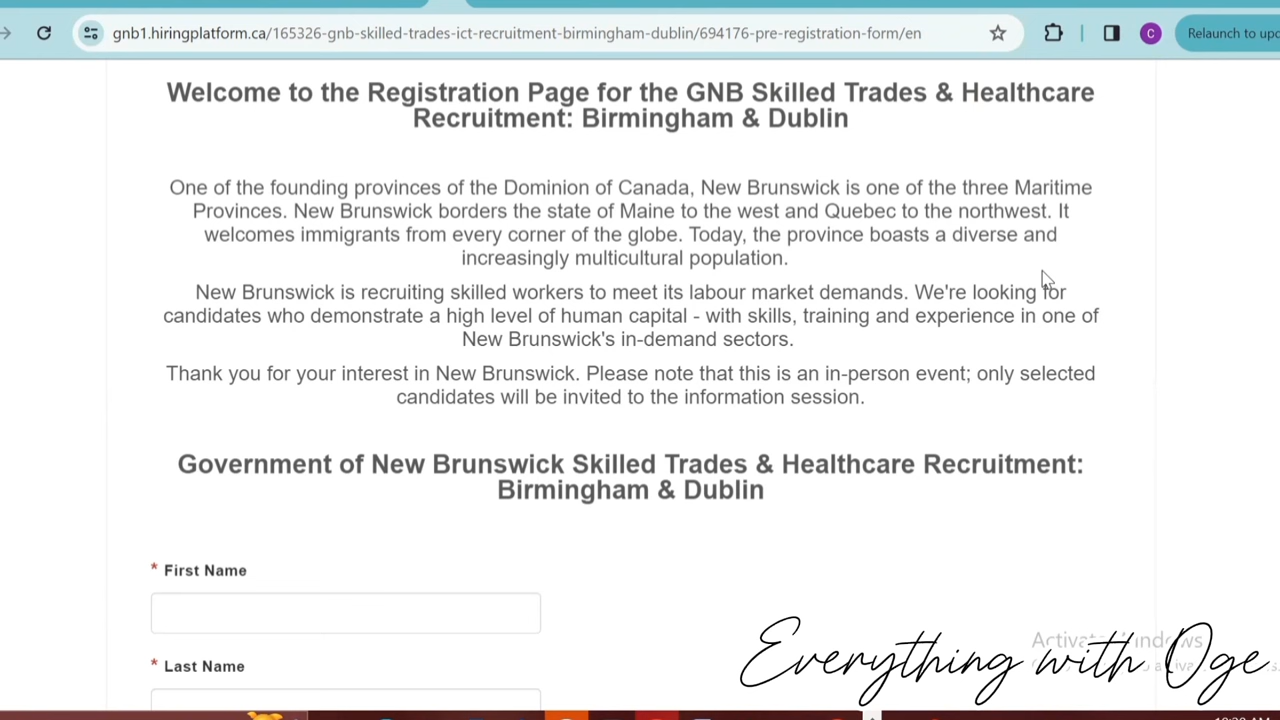 gnb1.hiringplatform.ca/165326-gnb-skilled-trades-ict-recruitment-birmingham-dublin/694176-pre-registration-form/en
C
Relaunch to
Welcome to the Registration Page for the GNB Skilled Trades & Healthcare
Recruitment: Birmingham & Dublin
One of the founding provinces of the Dominion of Canada, New Brunswick is one of the three Maritime
Provinces. New Brunswick borders the state of Maine to the west and Quebec to the northwest. It
welcomes immigrants from every corner of the globe. Today, the province boasts a diverse and
increasingly multicultural population.
New Brunswick is recruiting skilled workers to meet its labour market demands. We're looking for
candidates who demonstrate a high level of human capital - with skills, training and experience in one of
New Brunswick's in-demand sectors.
Thank you for your interest in New Brunswick. Please note that this is an in-person event; only selected
candidates will be invited to the information session.
Government of New Brunswick Skilled Trades & Healthcare Recruitment:
Birmingham & Dublin
* First Name
* Last Name
Activate Windows
Everything with Oge